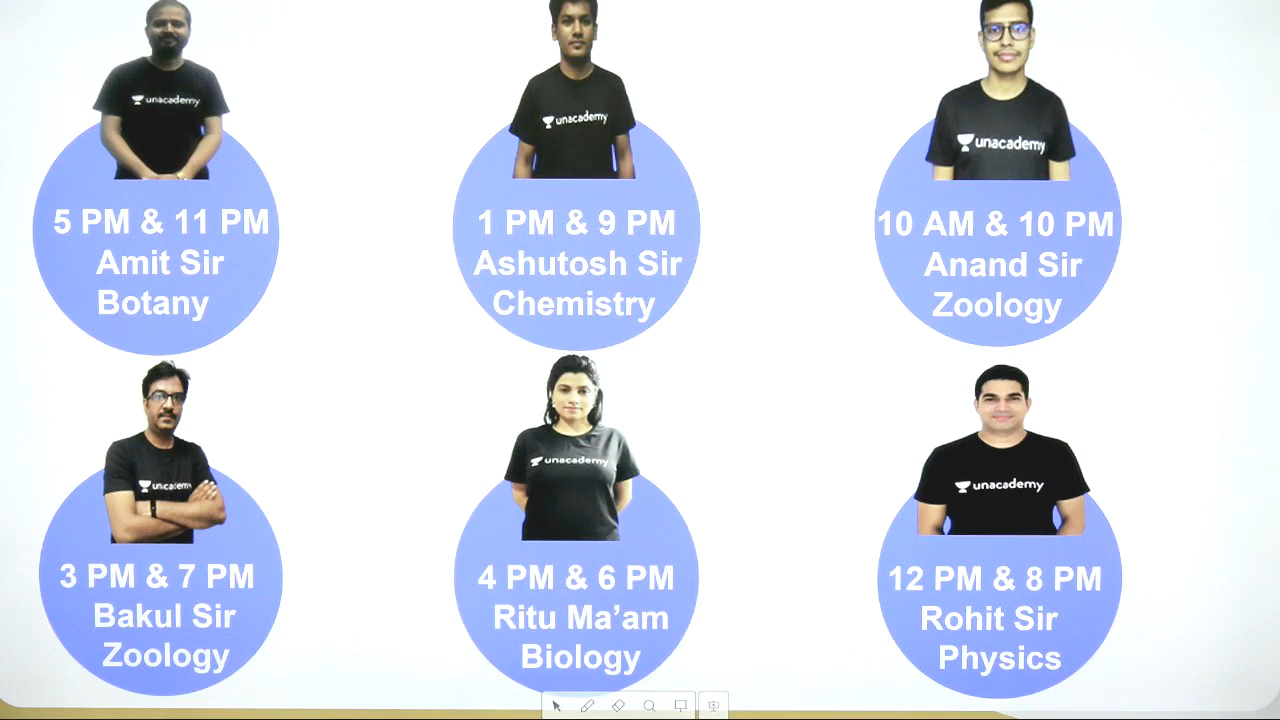 unacademy
5 PM & 11 PM
Amit Sir
Botany
unacademy
1 PM & 9 PM
Ashutosh Sir
Chemistry
unacademy
10 AM & 10 PM
Anand Sir
Zoology
unacademy
3 PM & 7 PM
Bakul Sir
Zoology
unacademy
4 PM & 6 PM
Ritu Ma’am
Biology
unacademy
12 PM & 8 PM
Rohit Sir
Physics